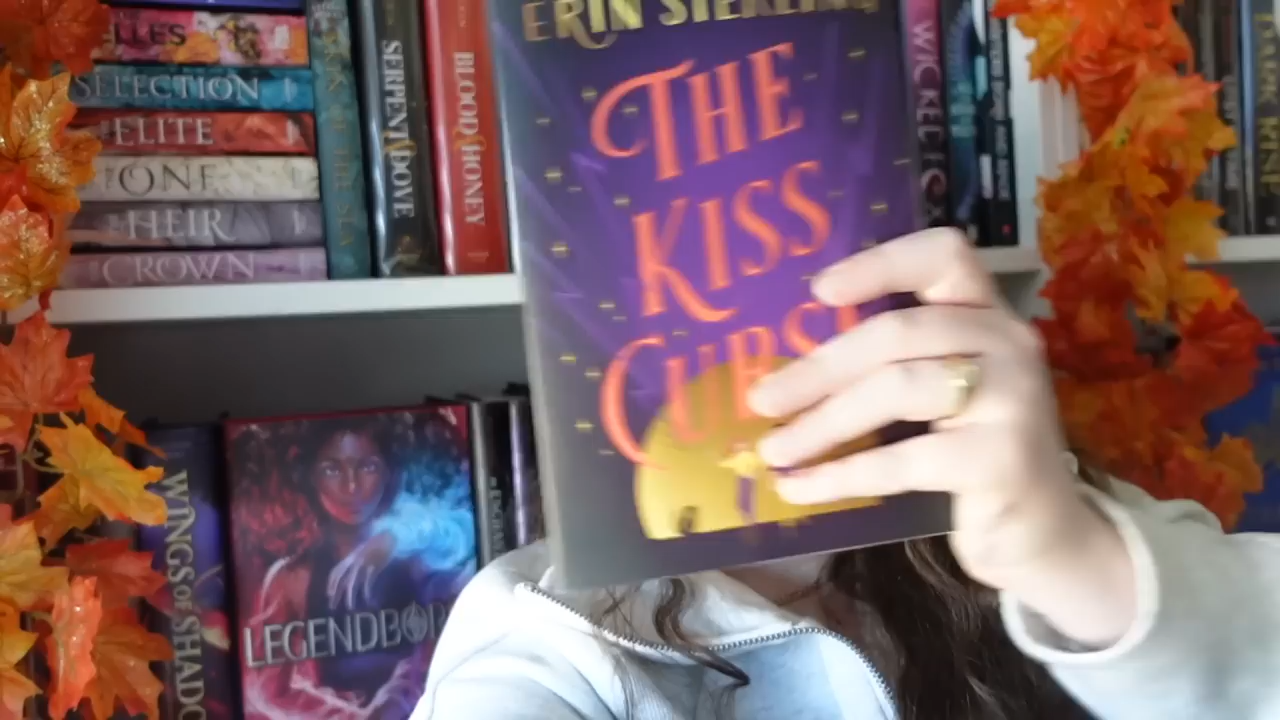 ERIN STERLING
THE
KISS
CURSE
ELLES
SELECTION
ELITE
ONE
HEIR
CROWN
SERPENT & DOVE
BLOOD & HONEY
WICKED
WINGS OF SHADO
LEGENDBOR